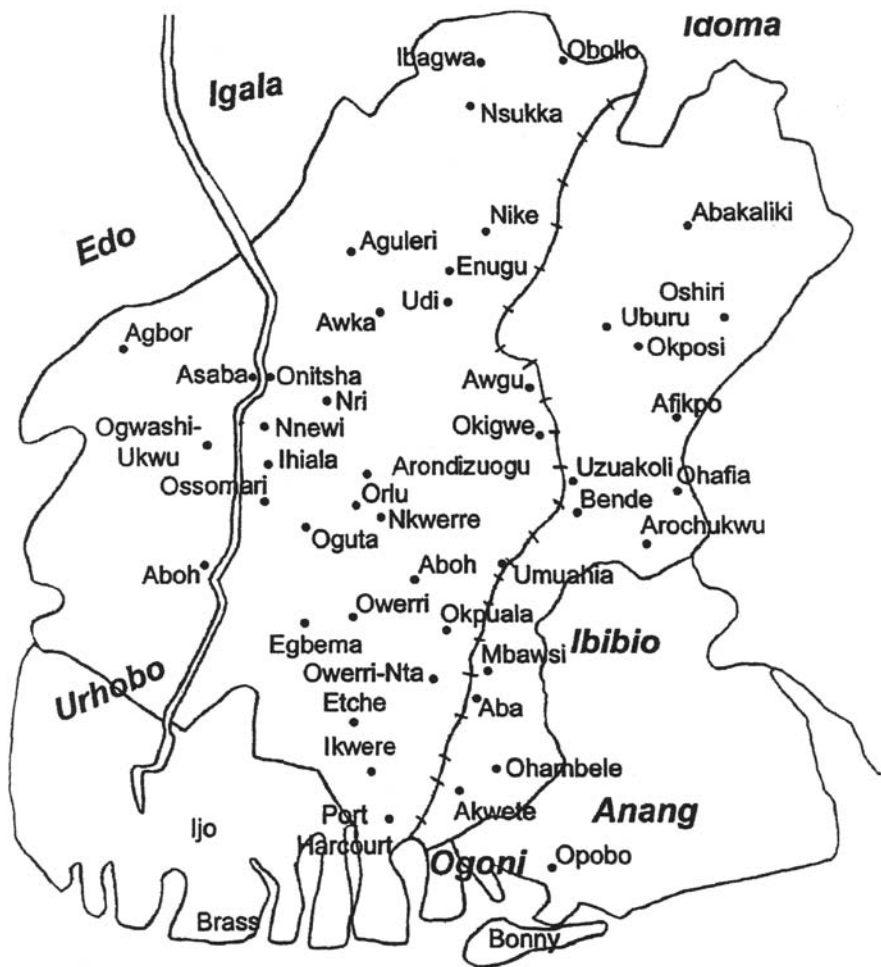 Idoma
Ibagwa
Obollo
Igala
Nsukka
Nike
Abakaliki
Edo
Aguleri
Enugu
Udi
Oshiri
Awka
Uburu
Agbor
Okposi
Asaba
Onitsha
Awgu
Nri
Afikpo
Ogwashi-
Ukwu
Nnewi
Okigwe
Ihiala
Arondizuogu
Uzuakoli
Ohafia
Ossomari
Orlu
Bende
Nkwerre
Oguta
Arochukwu
Aboh
Aboh
Umuahia
Owerri
Okpuala
Egbema
Ibibio
Owerri-Nta
Mbawsi
Urhobo
Etche
Aba
Ikwere
Ohambele
Port
Harcourt
Akwete
Anang
Ijo
Ogoni
Opobo
Brass
Bonny